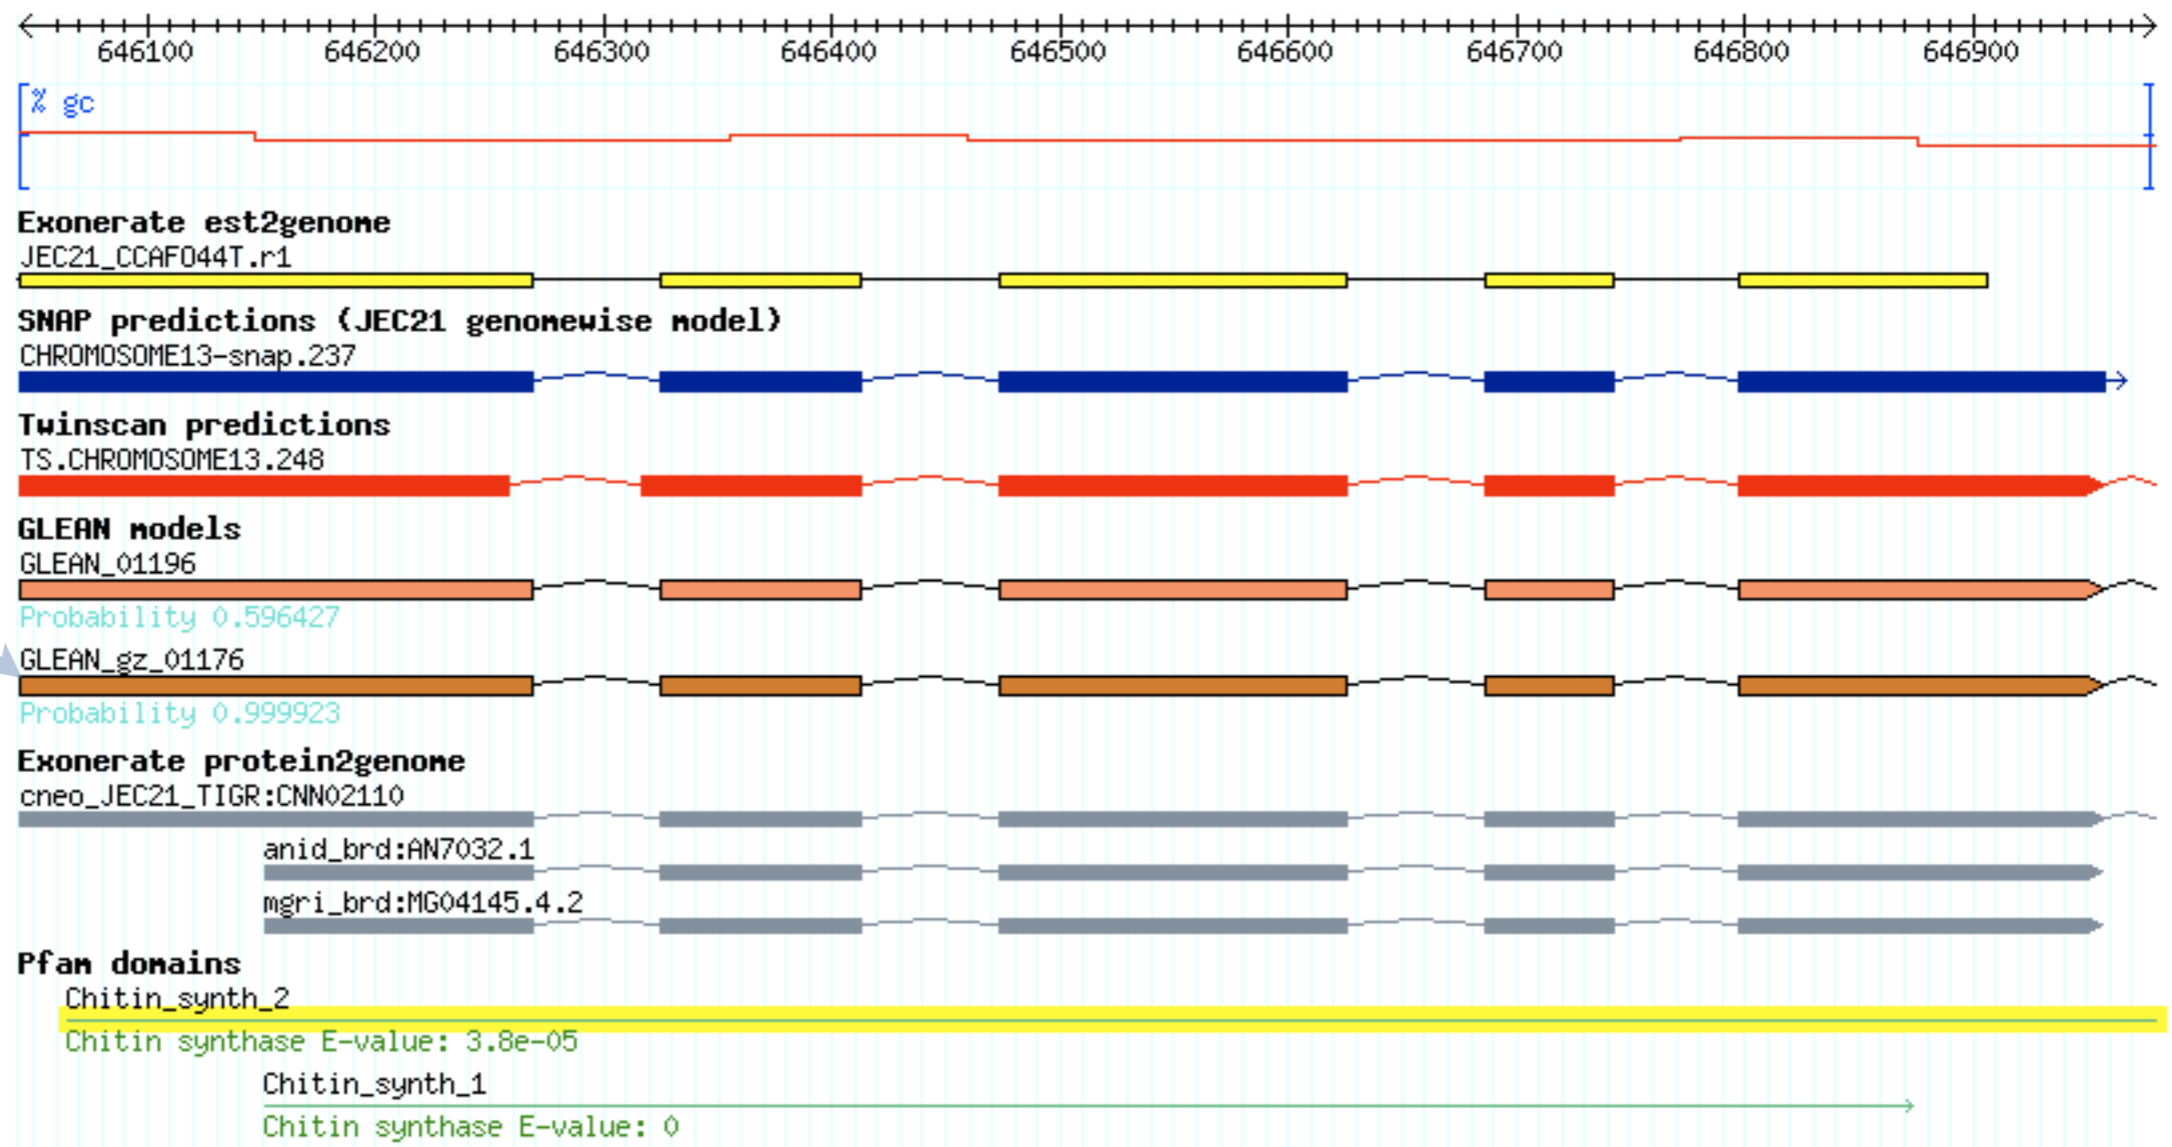 646100 646200 646300 646400 646500 646600 646700 646800 646900
% gc
Exonerate est2genome
JEC21_CCAFO44T.r1
SNAP predictions (JEC21 genomewise model)
CHROMOSOME13-snap.237
Twinscan predictions
TS.CHROMOSOME13.248
GLEAN models
GLEAN_01196
Probability 0.596427
GLEAN_gz_01176
Probability 0.999923
Exonerate protein2genome
cneo_JEC21_TIGR:CNN02110
anid_brd:AN7032.1
mgri_brd:MG04145.4.2
Pfam domains
Chitin_synth_2
Chitin synthase E-value: 3.8e-05
Chitin_synth_1
Chitin synthase E-value: 0